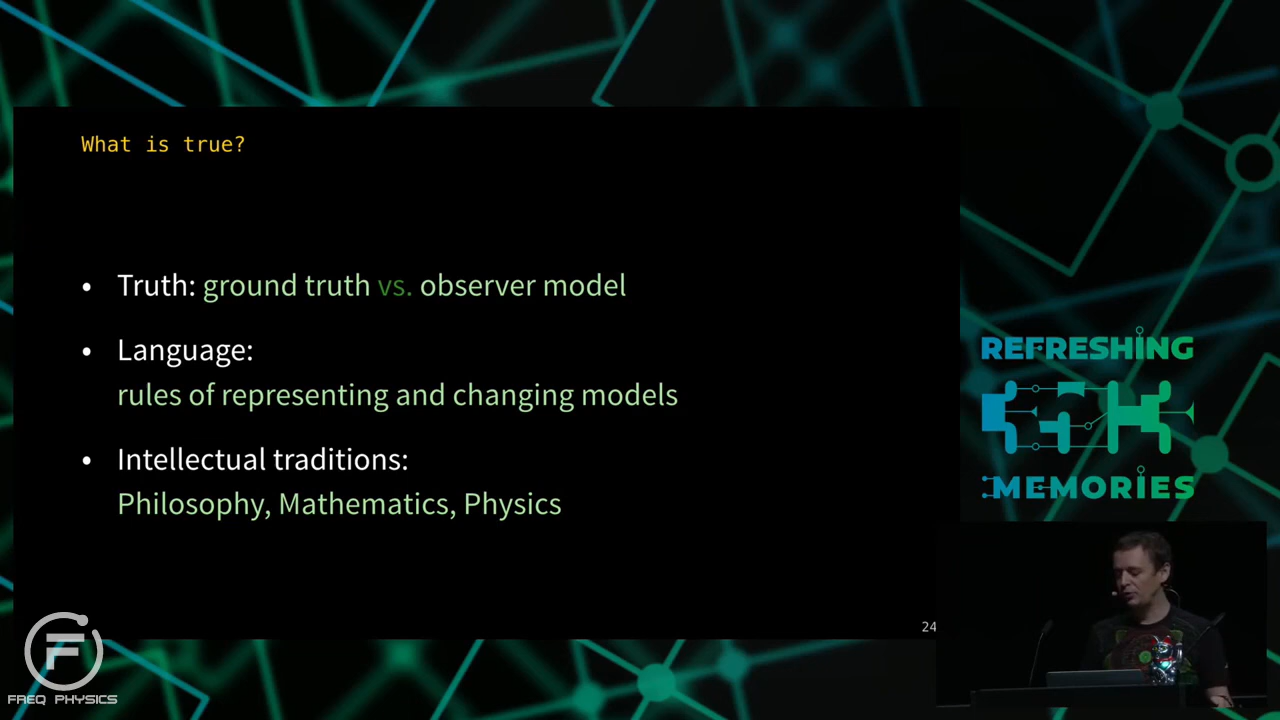 What is true?
• Truth: ground truth vs. observer model
• Language:
rules of representing and changing models
• Intellectual traditions:
Philosophy, Mathematics, Physics
24
REFRESHING
MEMORIES
FREQ PHYSICS